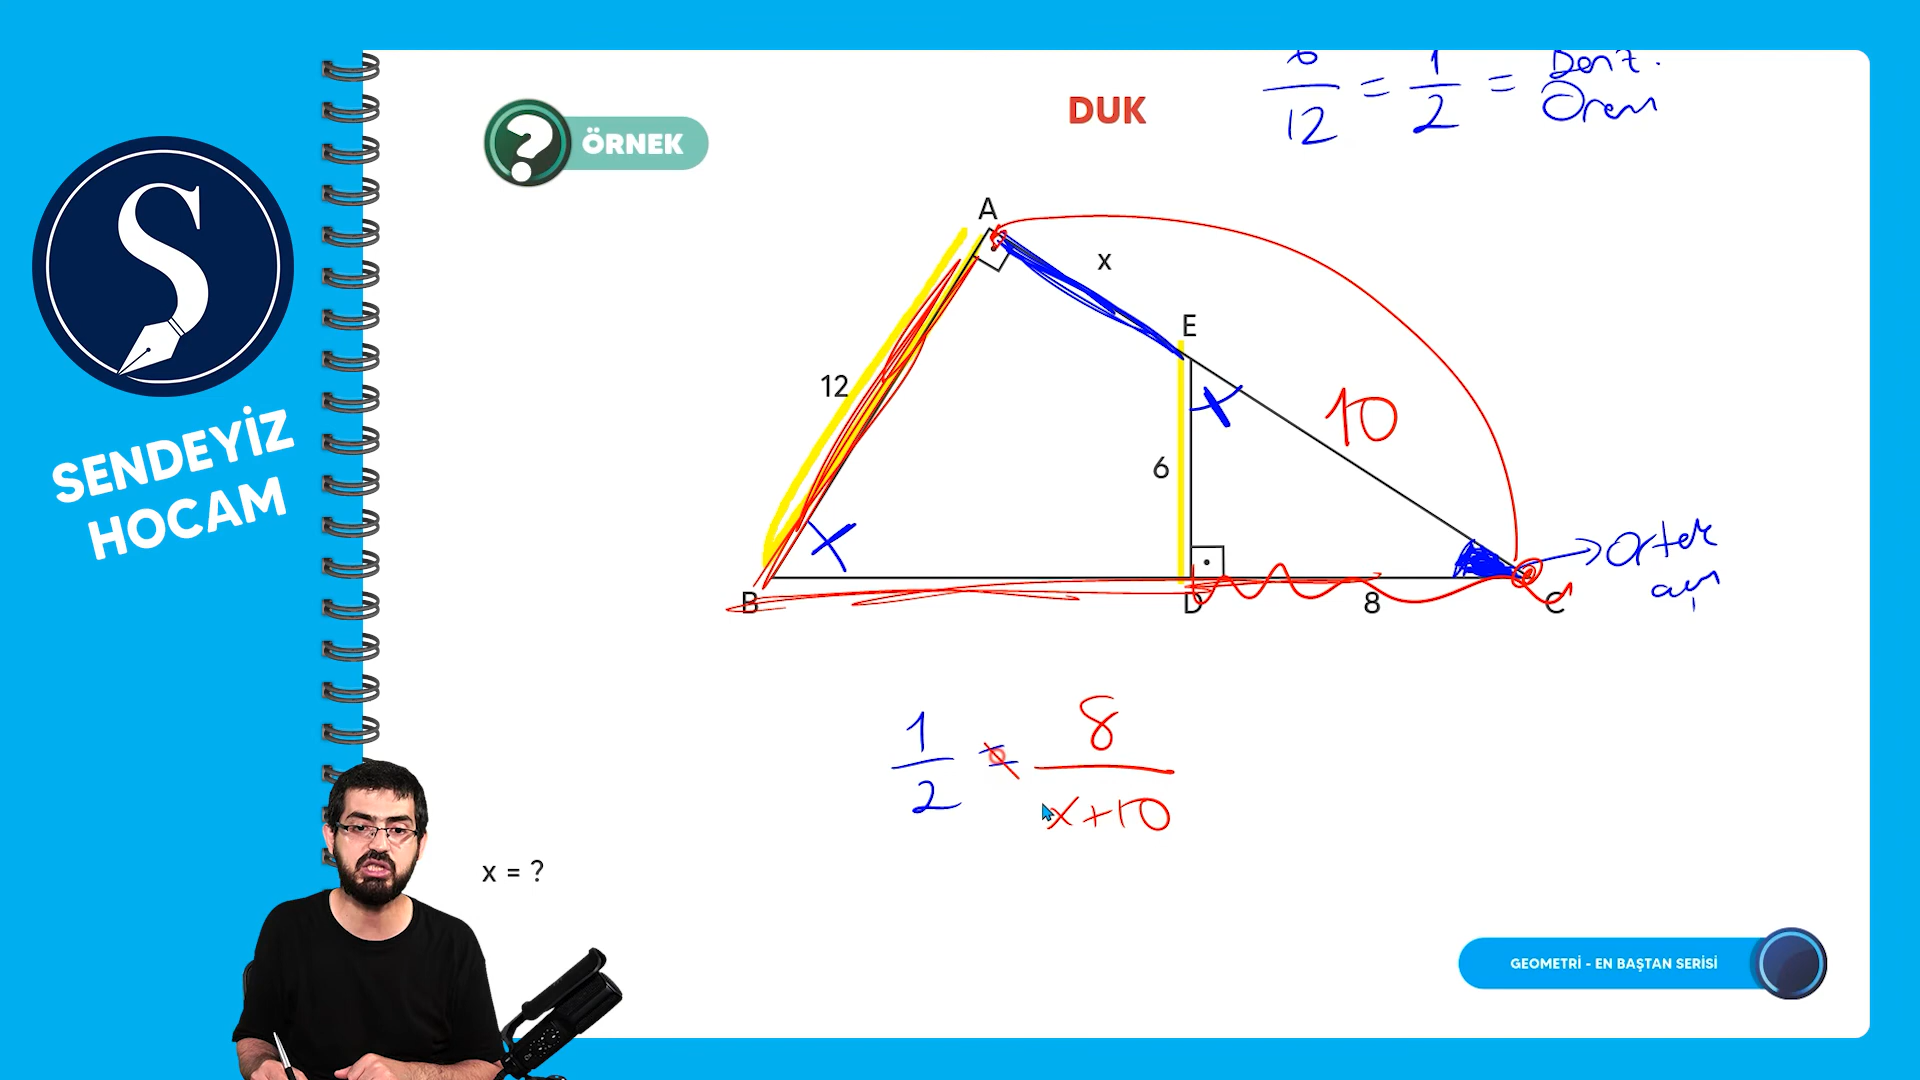 SENDEYİZ
HOCAM
ÖRNEK
DUK
6/12 = 1/2 = Benz. Oran
A
x
E
12
10
6
x
x
B
D
8
C
Ortak
açı
1/2 = 8/x+10
x = ?
GEOMETRİ - EN BAŞTAN SERİSİ